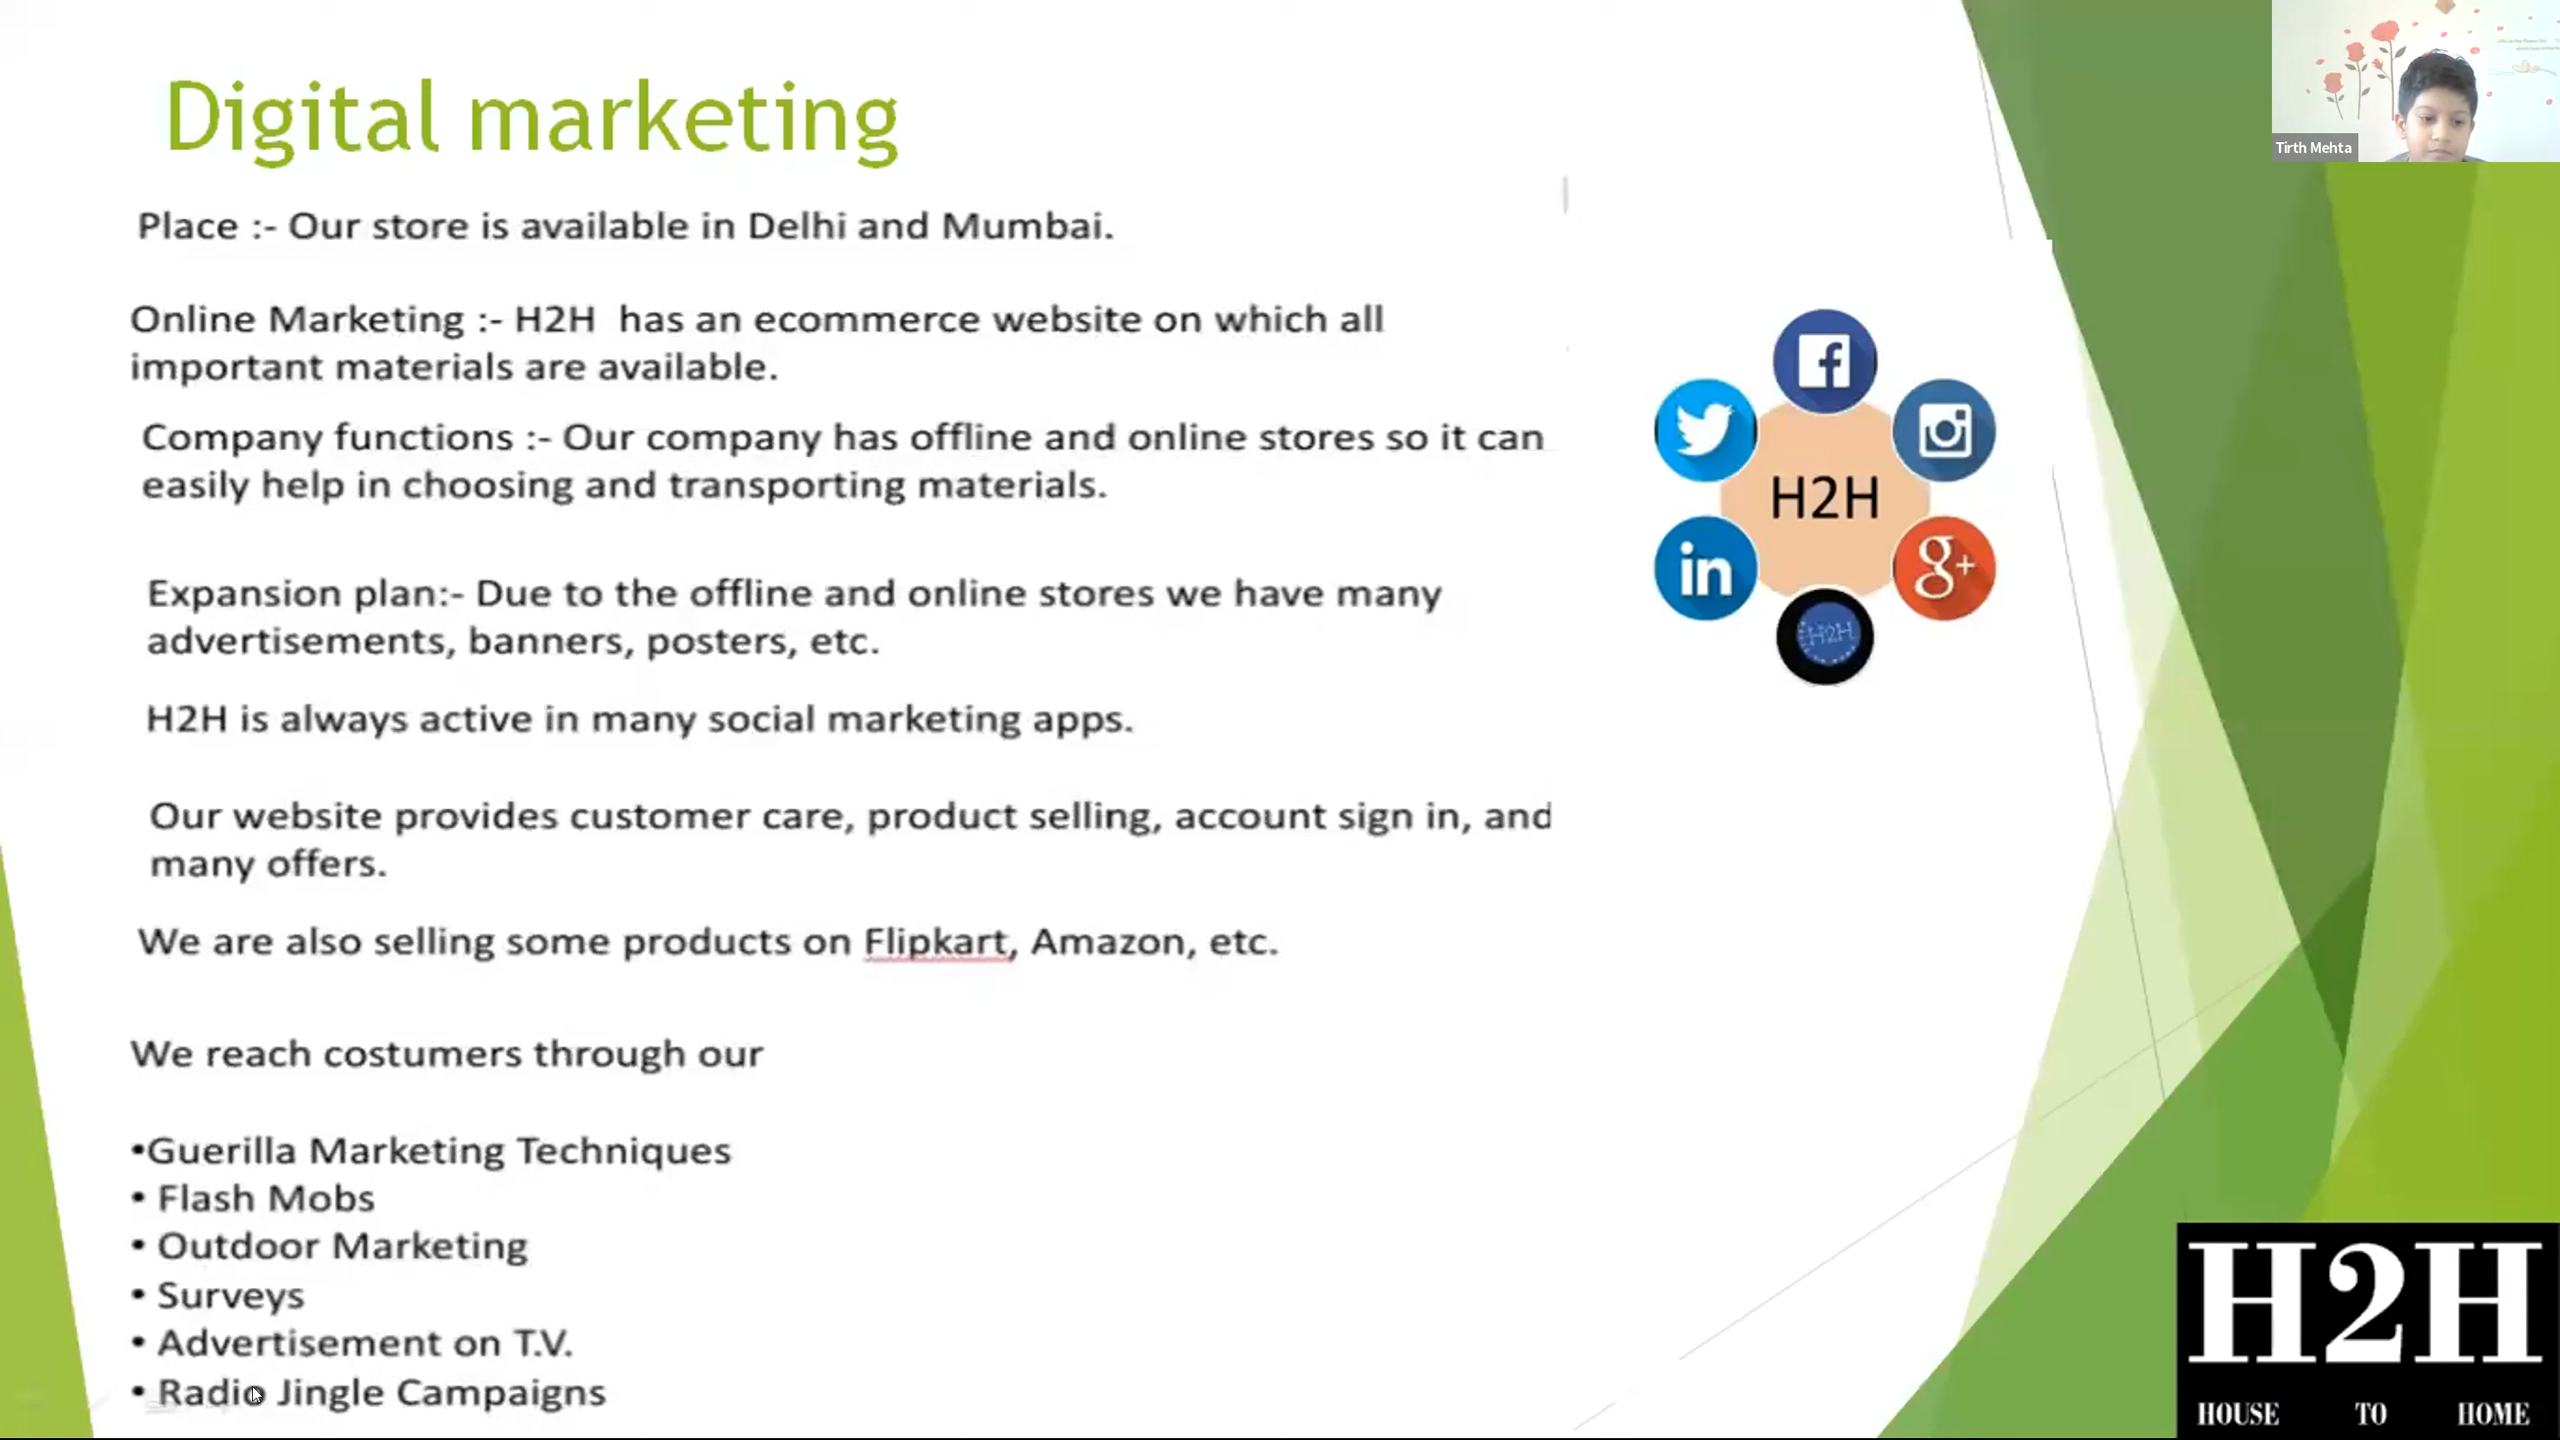 Digital marketing
Tirth Mehta
Place :- Our store is available in Delhi and Mumbai.
Online Marketing :- H2H has an ecommerce website on which all
important materials are available.
Company functions :- Our company has offline and online stores so it can
easily help in choosing and transporting materials.
Expansion plan:- Due to the offline and online stores we have many
advertisements, banners, posters, etc.
H2H is always active in many social marketing apps.
Our website provides customer care, product selling, account sign in, and
many offers.
We are also selling some products on Flipkart, Amazon, etc.
We reach costumers through our
•Guerilla Marketing Techniques
• Flash Mobs
• Outdoor Marketing
• Surveys
• Advertisement on T.V.
• Radio Jingle Campaigns
f
H2H
in
g+
H2H
H2H
HOUSE TO HOME